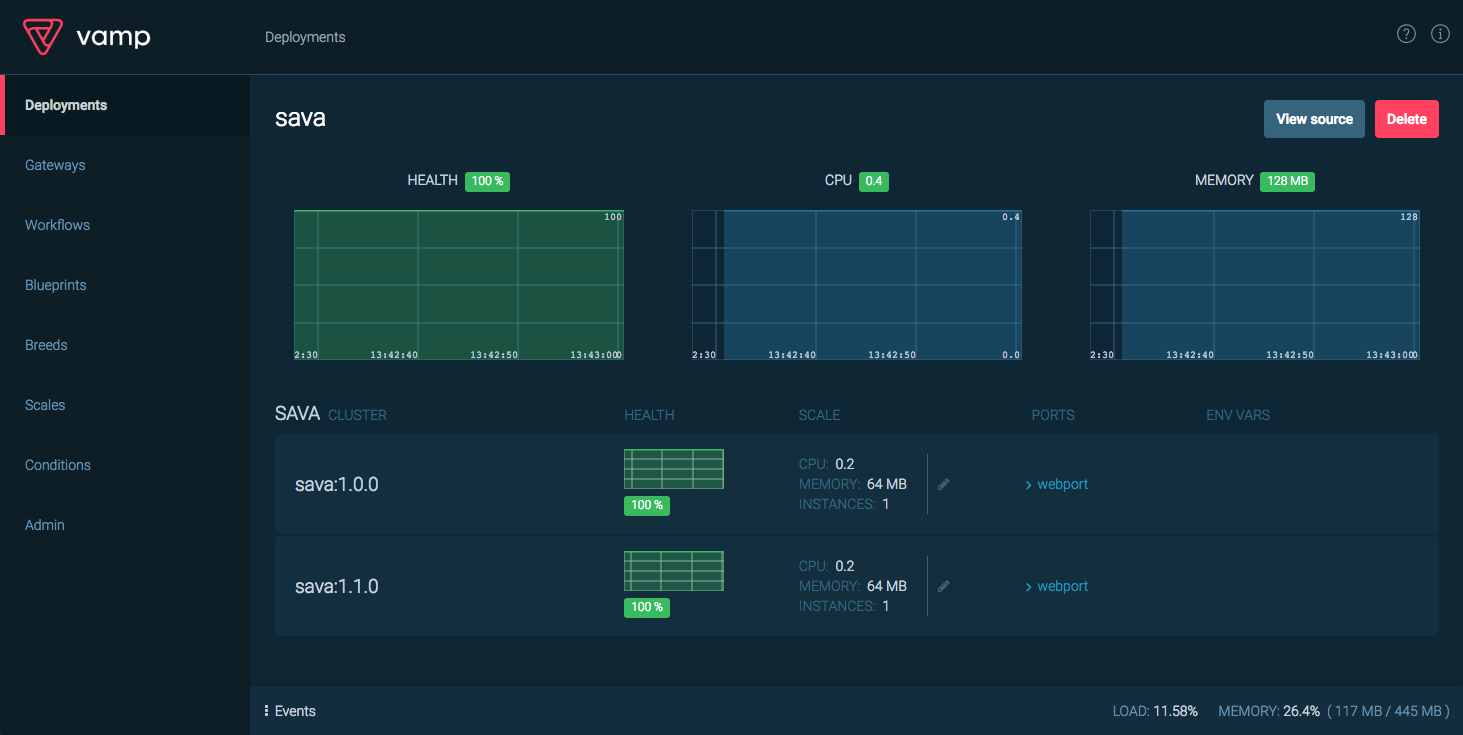 vamp
Deployments
Deployments
Gateways
Workflows
Blueprints
Breeds
Scales
Conditions
Admin
sava
View source
Delete
HEALTH 100 %
100
2:30 13:42:40 13:42:50 13:43:00 0
CPU 0.4
0.4
2:30 13:42:40 13:42:50 0.0
MEMORY 128 MB
128
2:30 13:42:40 13:42:50 13:43:00 0
SAVA CLUSTER HEALTH SCALE PORTS ENV VARS
sava:1.0.0
100 %
CPU: 0.2
MEMORY: 64 MB
INSTANCES: 1
webport
sava:1.1.0
100 %
CPU: 0.2
MEMORY: 64 MB
INSTANCES: 1
webport
Events
LOAD: 11.58% MEMORY: 26.4% ( 117 MB / 445 MB )